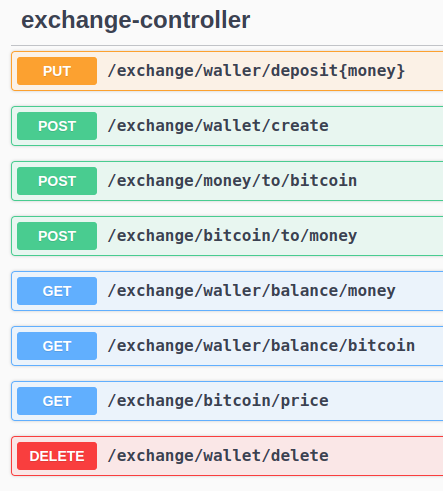 exchange-controller
PUT /exchange/waller/deposit{money}
POST /exchange/wallet/create
POST /exchange/money/to/bitcoin
POST /exchange/bitcoin/to/money
GET /exchange/waller/balance/money
GET /exchange/waller/balance/bitcoin
GET /exchange/bitcoin/price
DELETE /exchange/wallet/delete